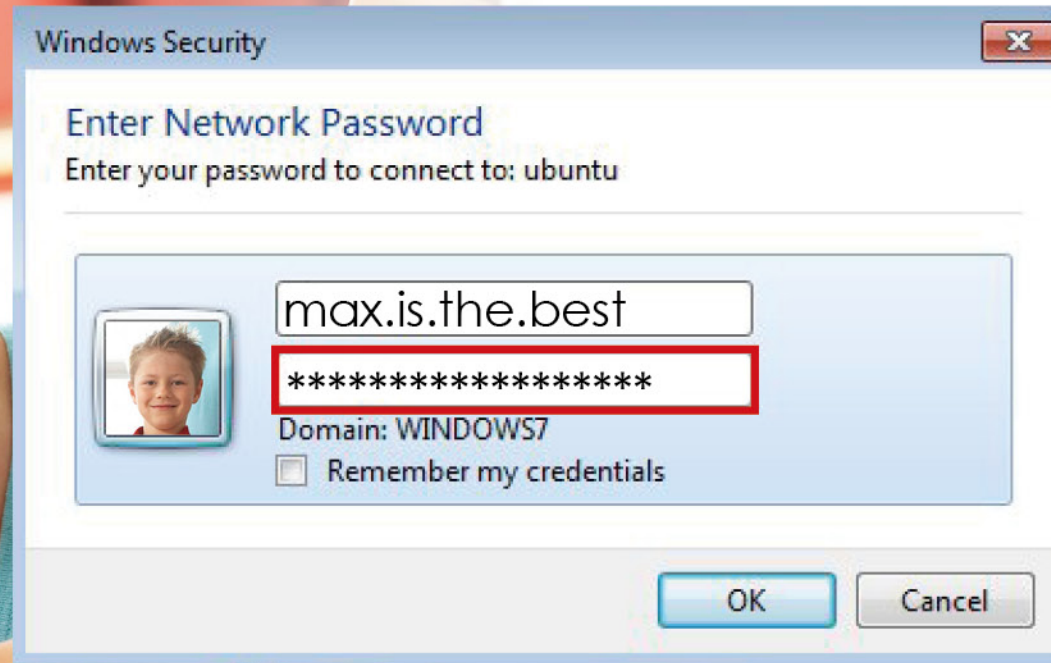 Windows Security
Enter Network Password
Enter your password to connect to: ubuntu
max.is.the.best
******************
Domain: WINDOWS7
Remember my credentials
OK
Cancel